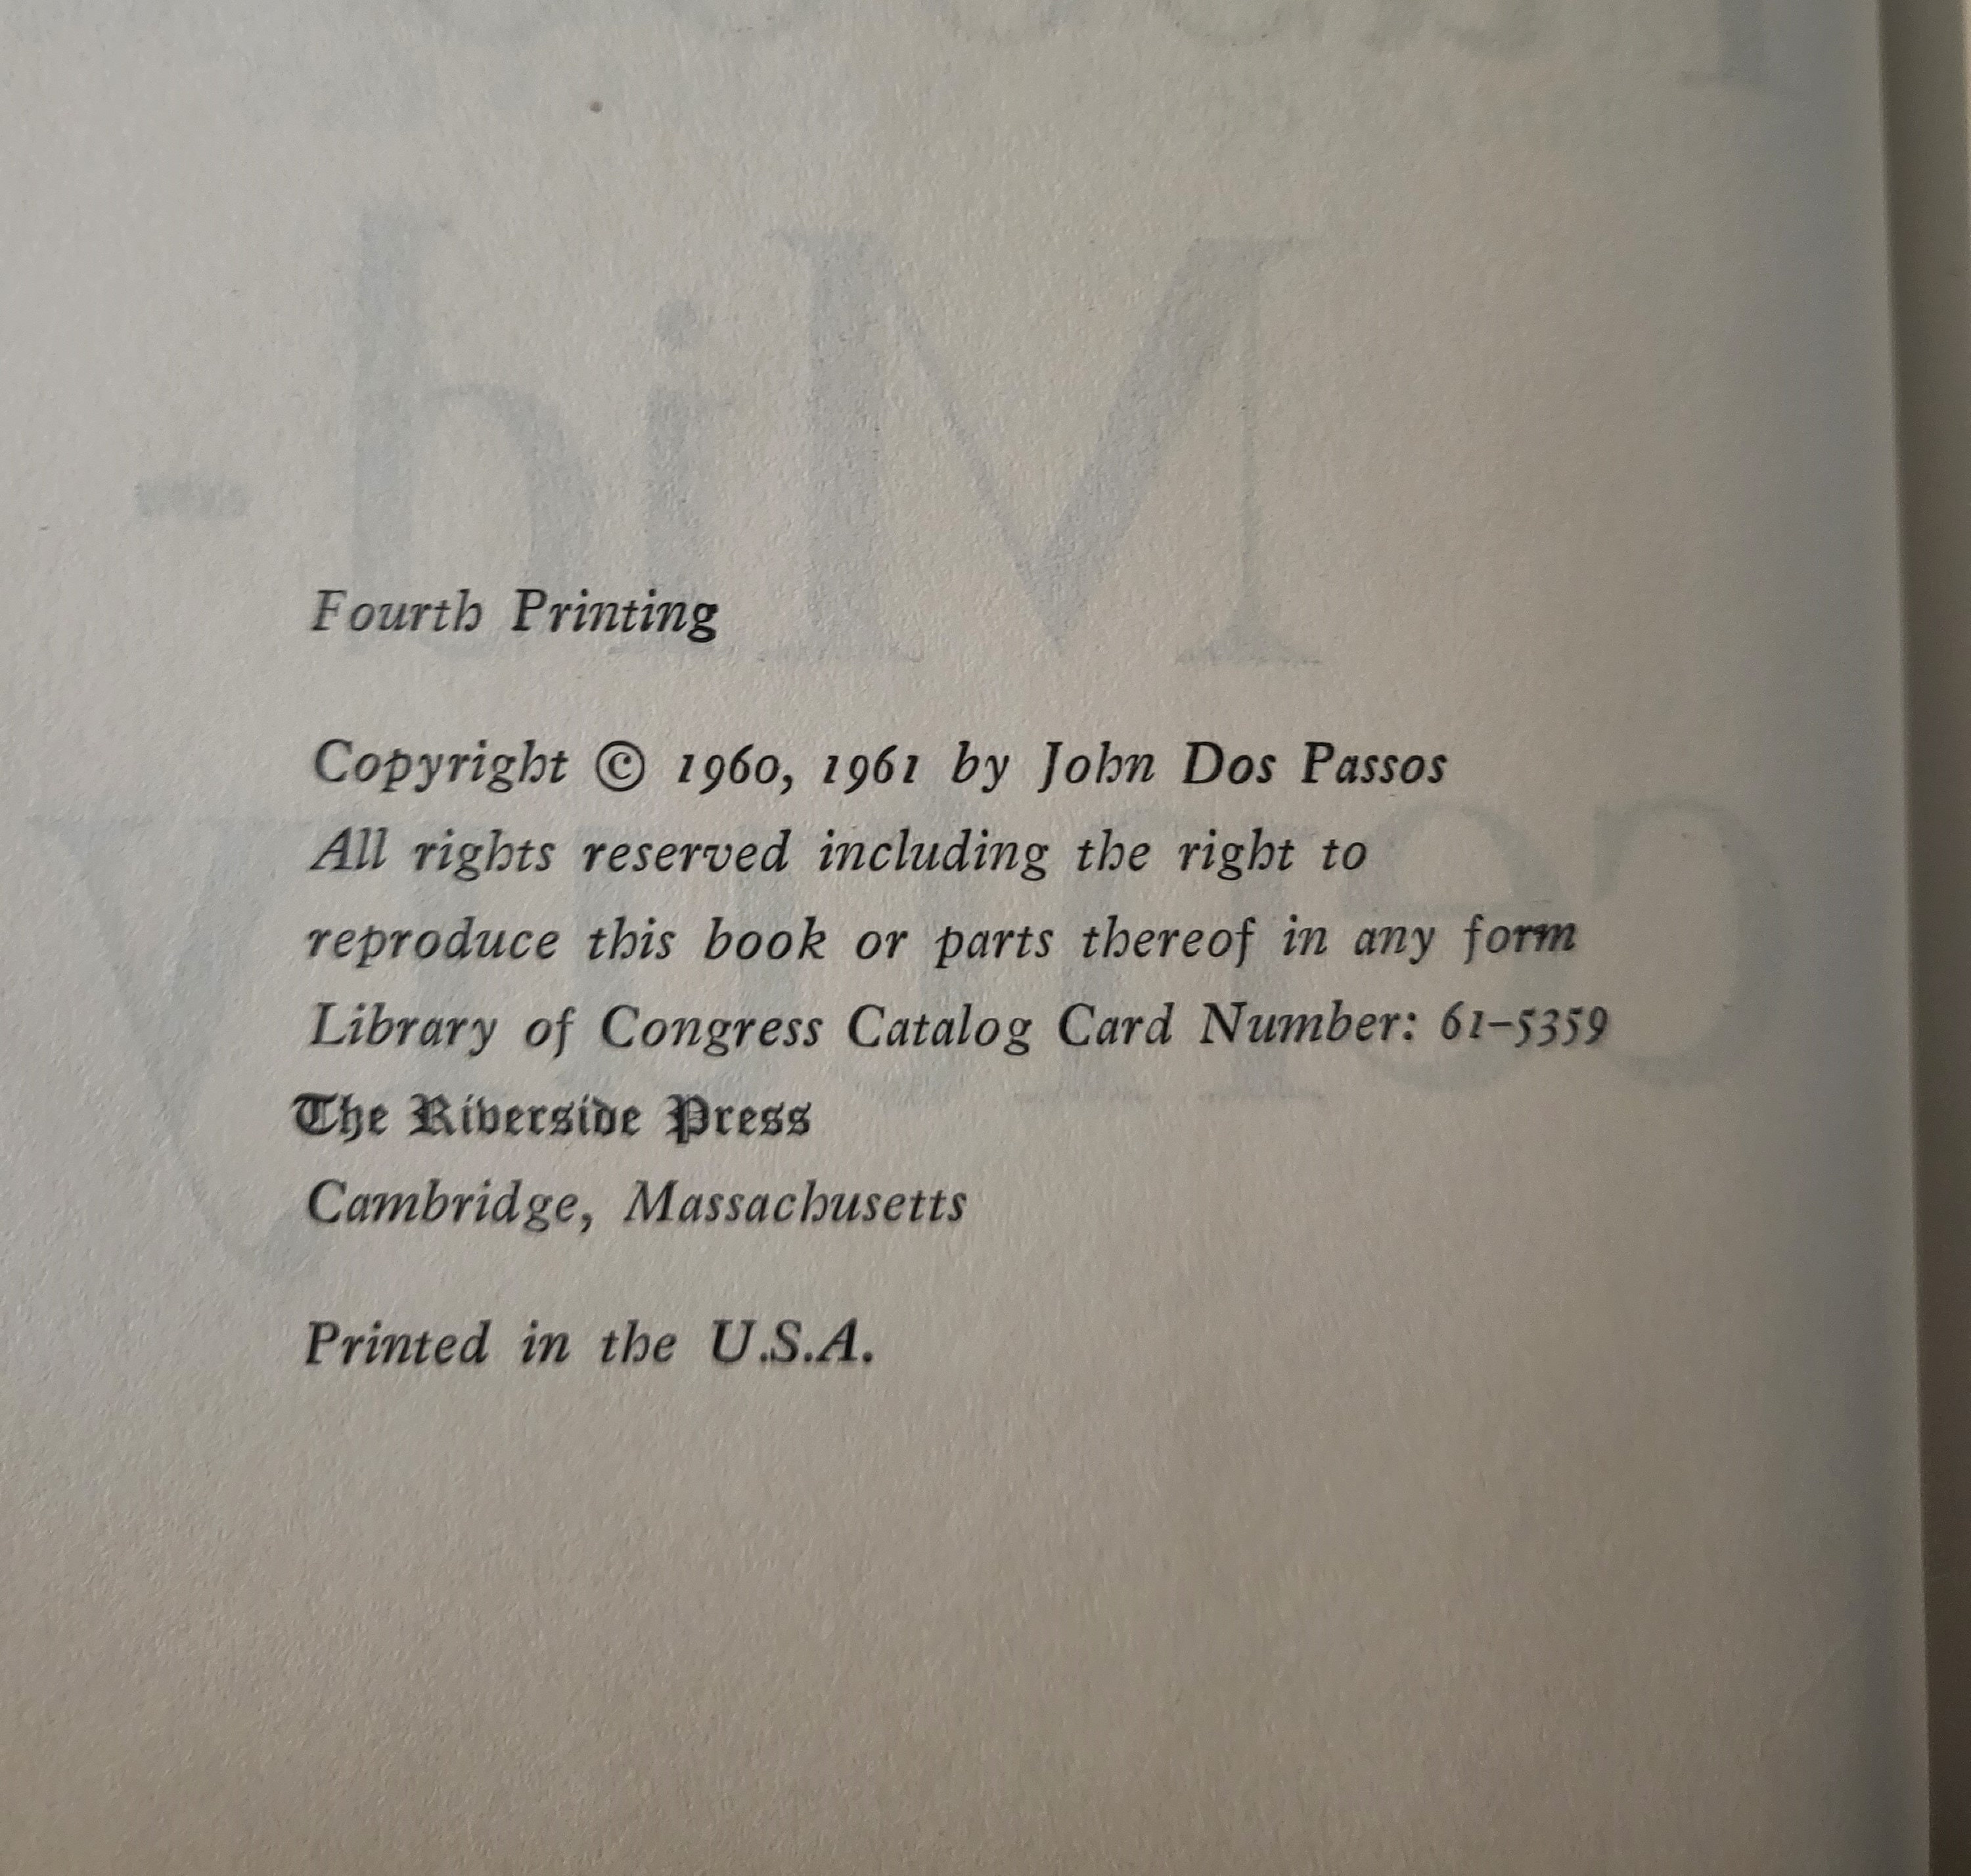 Mid-
Fourth Printing
Copyright © 1960, 1961 by John Dos Passos
All rights reserved including the right to
reproduce this book or parts thereof in any form
century
Library of Congress Catalog Card Number: 61-5359
The Riverside Press
Cambridge, Massachusetts
Printed in the U.S.A.